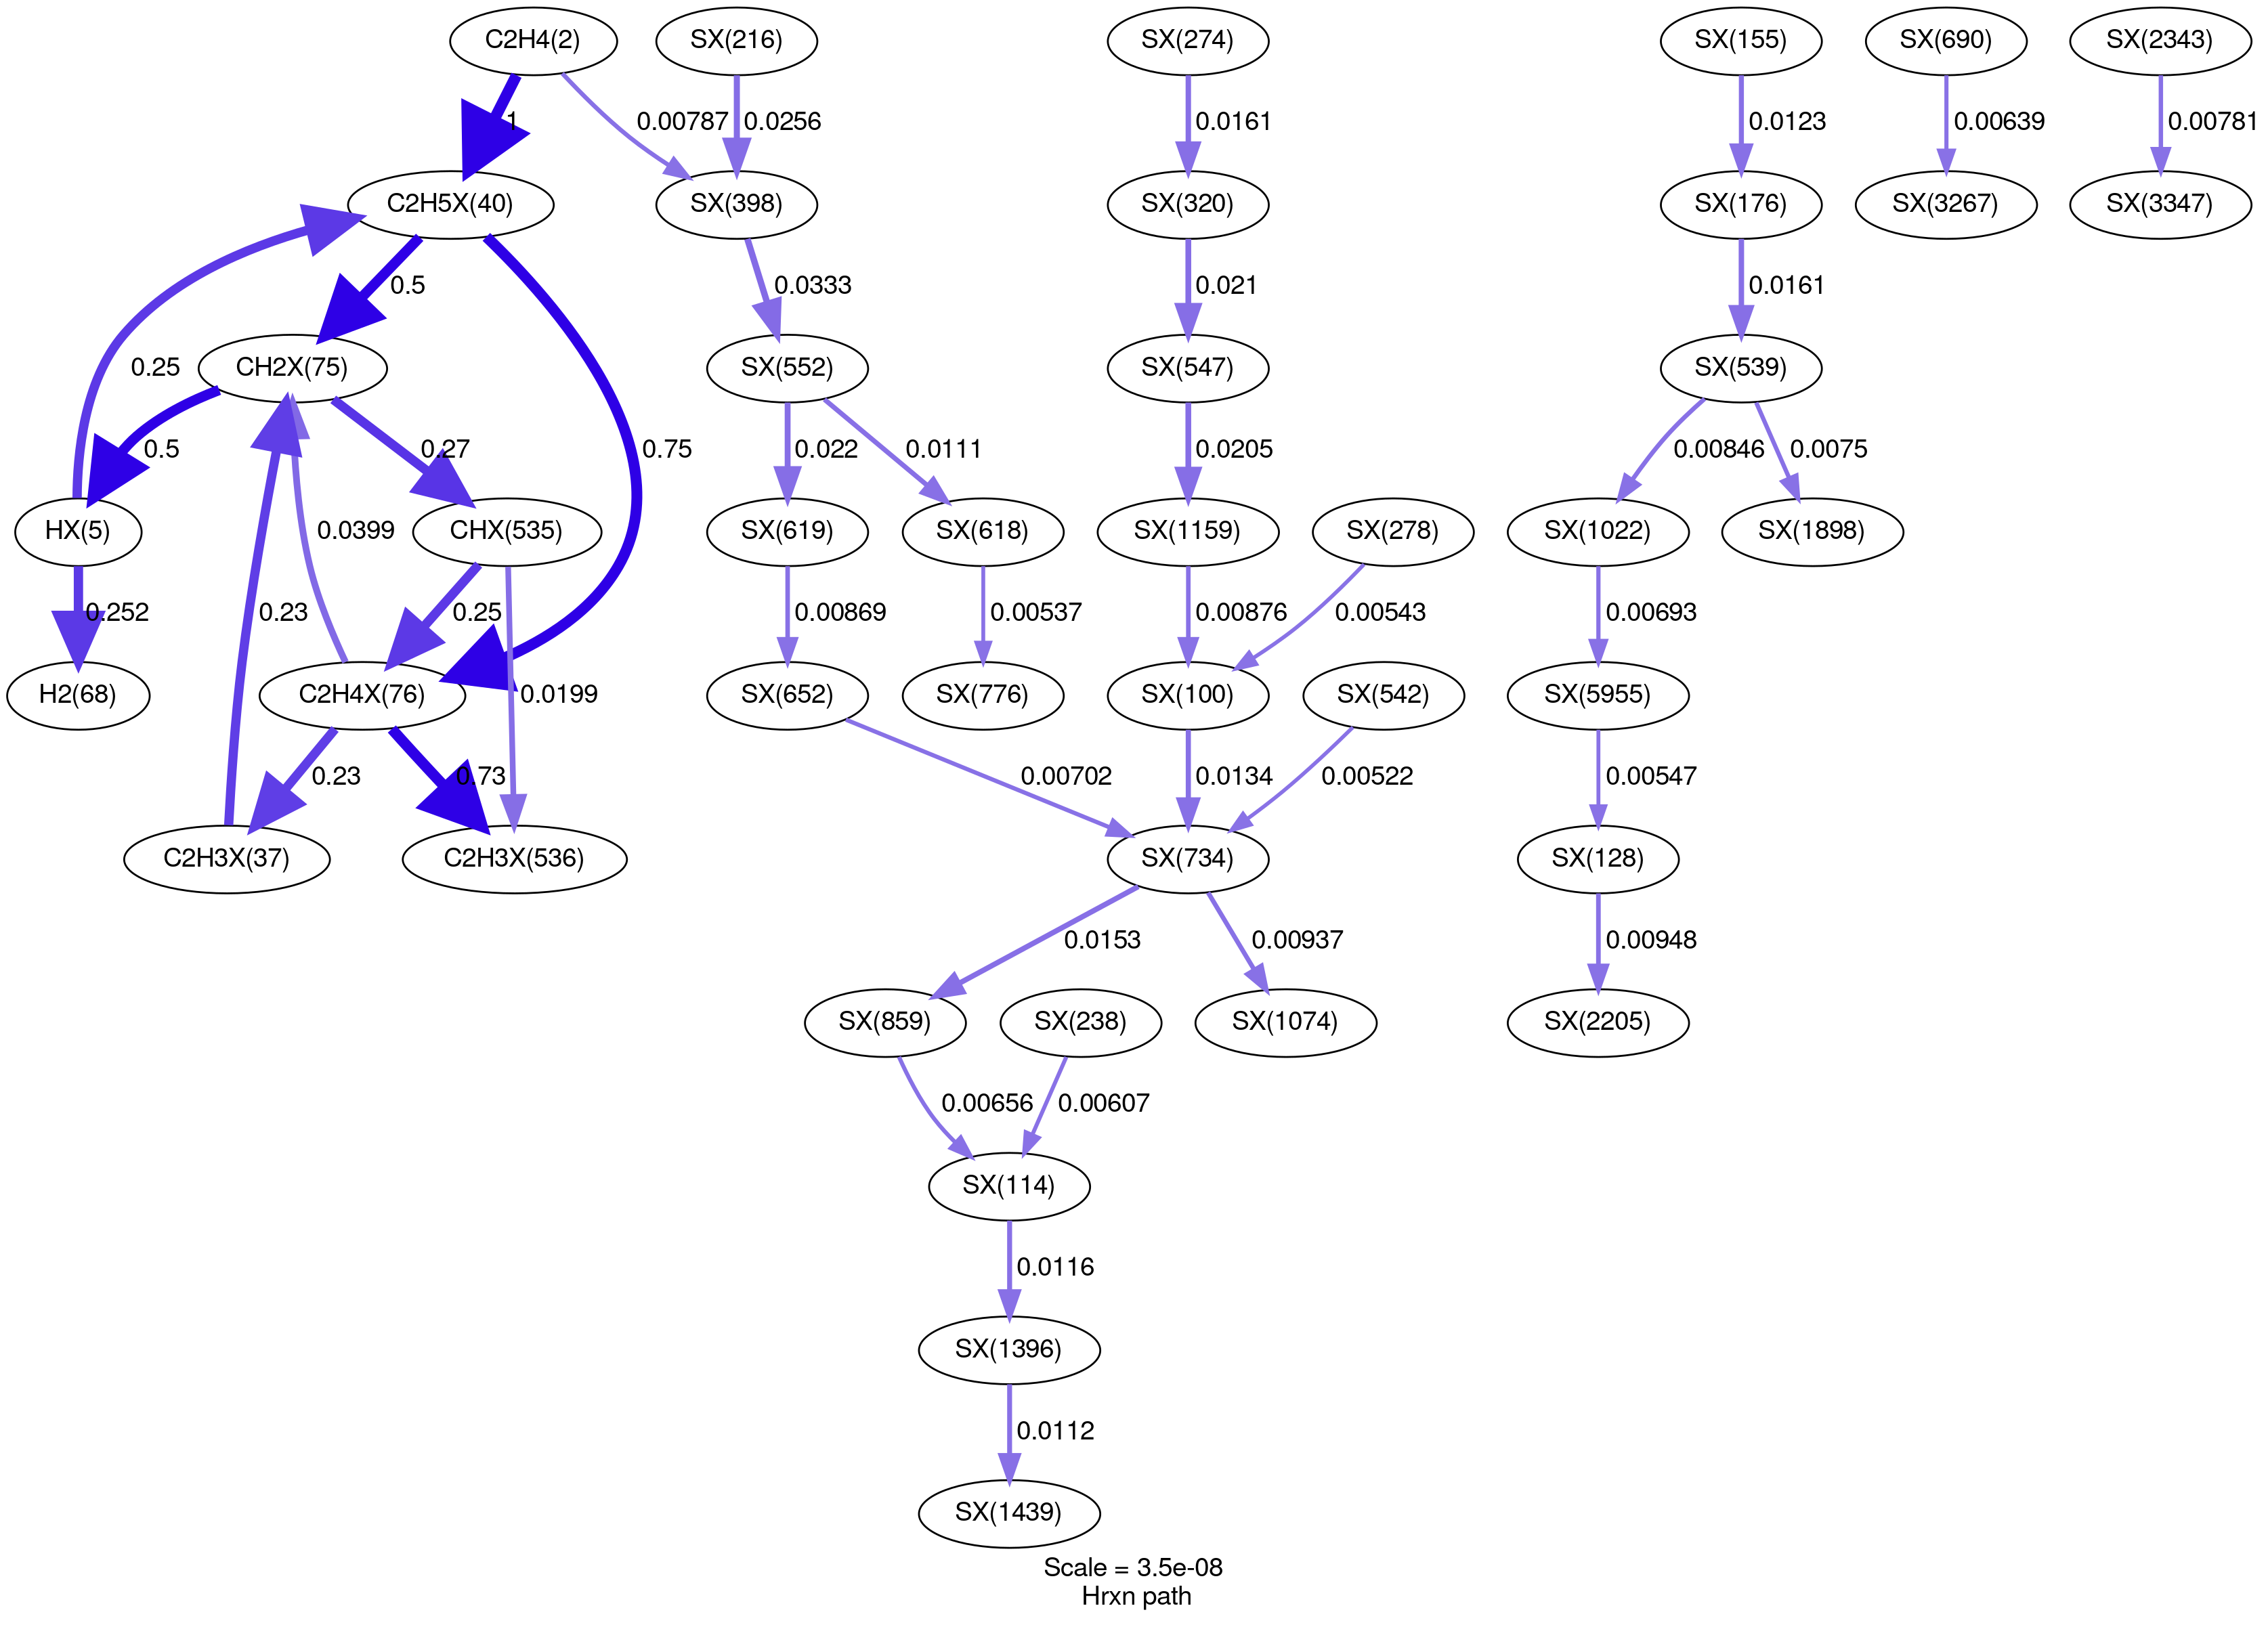 C2H4(2)
SX(216)
SX(274)
SX(155)
SX(690)
SX(2343)
1
0.00787
0.0256
0.0161
0.0123
0.00639
0.00781
C2H5X(40)
SX(398)
SX(320)
SX(176)
SX(3267)
SX(3347)
0.5
0.0333
0.021
0.0161
CH2X(75)
0.25
SX(552)
SX(547)
SX(539)
0.5
0.27
0.75
0.022
0.0111
0.0205
0.00846
0.0075
HX(5)
0.0399
CHX(535)
SX(619)
SX(618)
SX(1159)
SX(278)
SX(1022)
SX(1898)
0.252
0.23
0.25
0.00869
0.00537
0.00876
0.00543
0.00693
H2(68)
C2H4X(76)
0.0199
SX(652)
SX(776)
SX(100)
SX(542)
SX(5955)
0.23
0.73
0.00702
0.0134
0.00522
0.00547
C2H3X(37)
C2H3X(536)
SX(734)
SX(128)
0.0153
0.00937
0.00948
SX(859)
SX(238)
SX(1074)
SX(2205)
0.00656
0.00607
SX(114)
0.0116
SX(1396)
0.0112
SX(1439)
Scale = 3.5e-08
Hrxn path